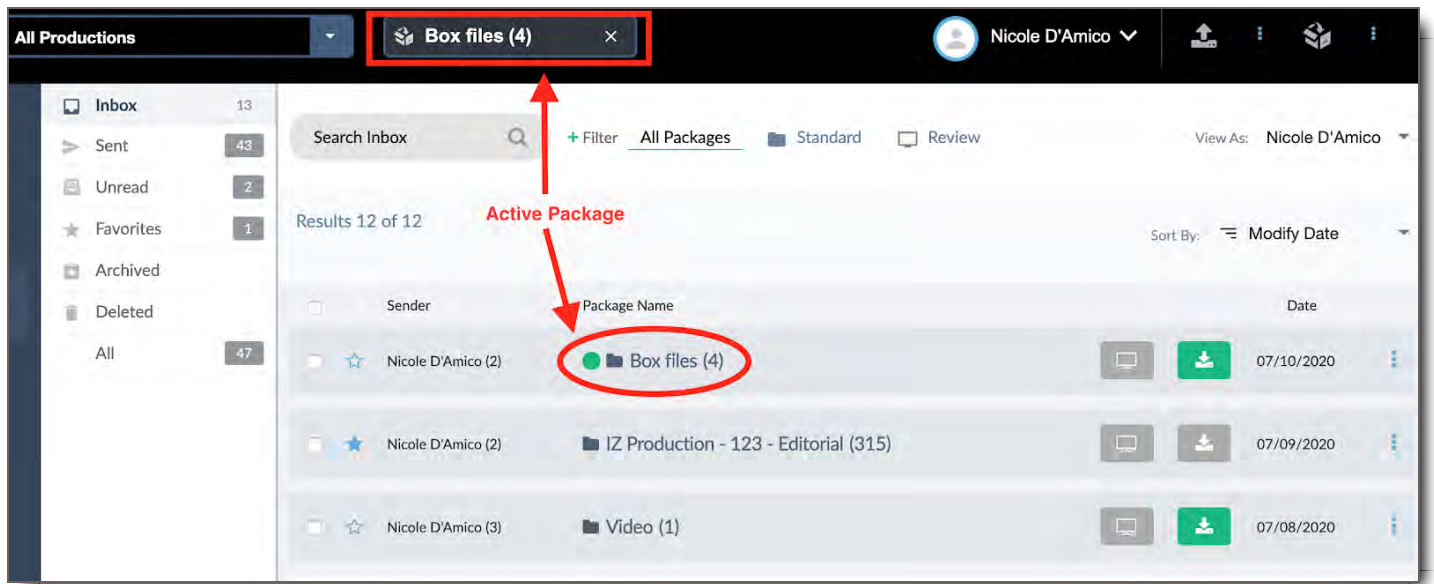 All Productions
Box files (4) ×
Nicole D'Amico
Inbox 13
Sent 43
Unread 2
Favorites 1
Archived
Deleted
All 47
Search Inbox
+ Filter All Packages Standard Review
View As: Nicole D'Amico
Results 12 of 12
Active Package
Sort By: Modify Date
Sender Package Name Date
Nicole D'Amico (2) Box files (4) 07/10/2020
Nicole D'Amico (2) IZ Production - 123 - Editorial (315) 07/09/2020
Nicole D'Amico (3) Video (1) 07/08/2020